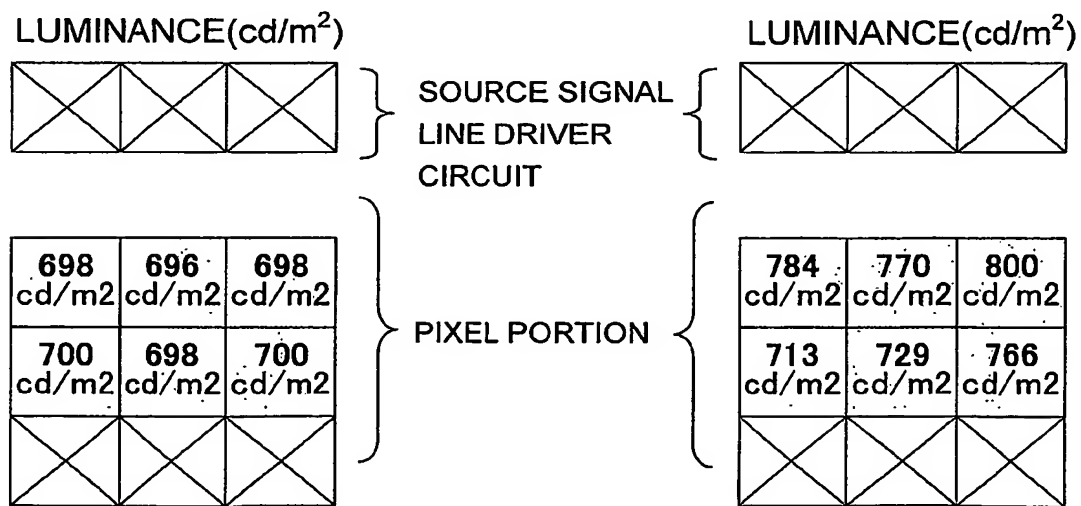 LUMINANCE(cd/m²)
LUMINANCE(cd/m²)
SOURCE SIGNAL
LINE DRIVER
CIRCUIT
698 696 698
cd/m2 cd/m2 cd/m2
700 698 700
cd/m2 cd/m2 cd/m2
PIXEL PORTION
784 770 800
cd/m2 cd/m2 cd/m2
713 729 766
cd/m2 cd/m2 cd/m2